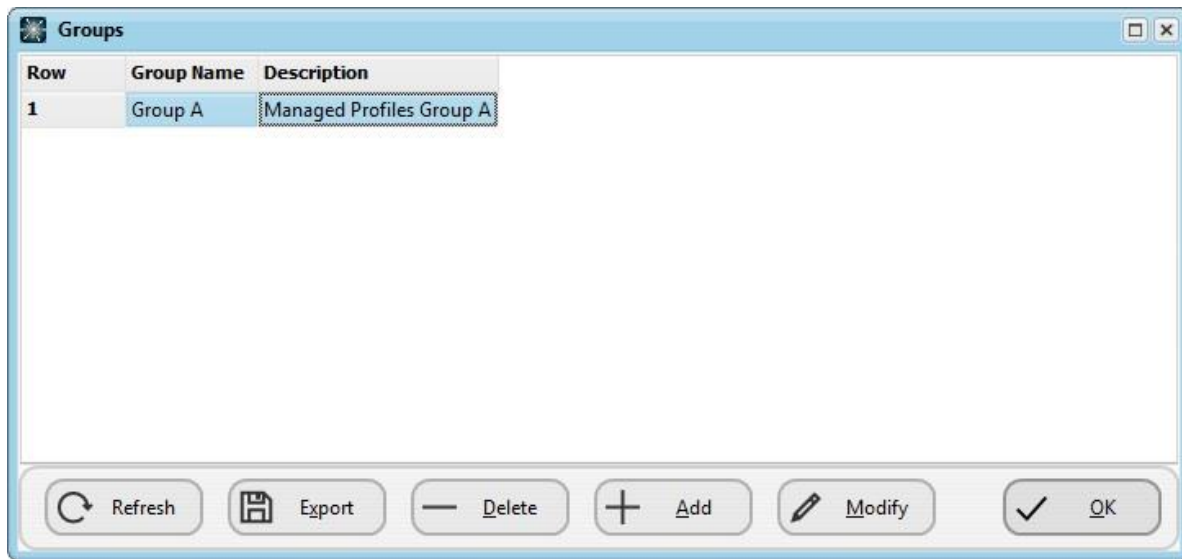 Groups
Row Group Name Description
1 Group A Managed Profiles Group A
Refresh Export Delete Add Modify OK